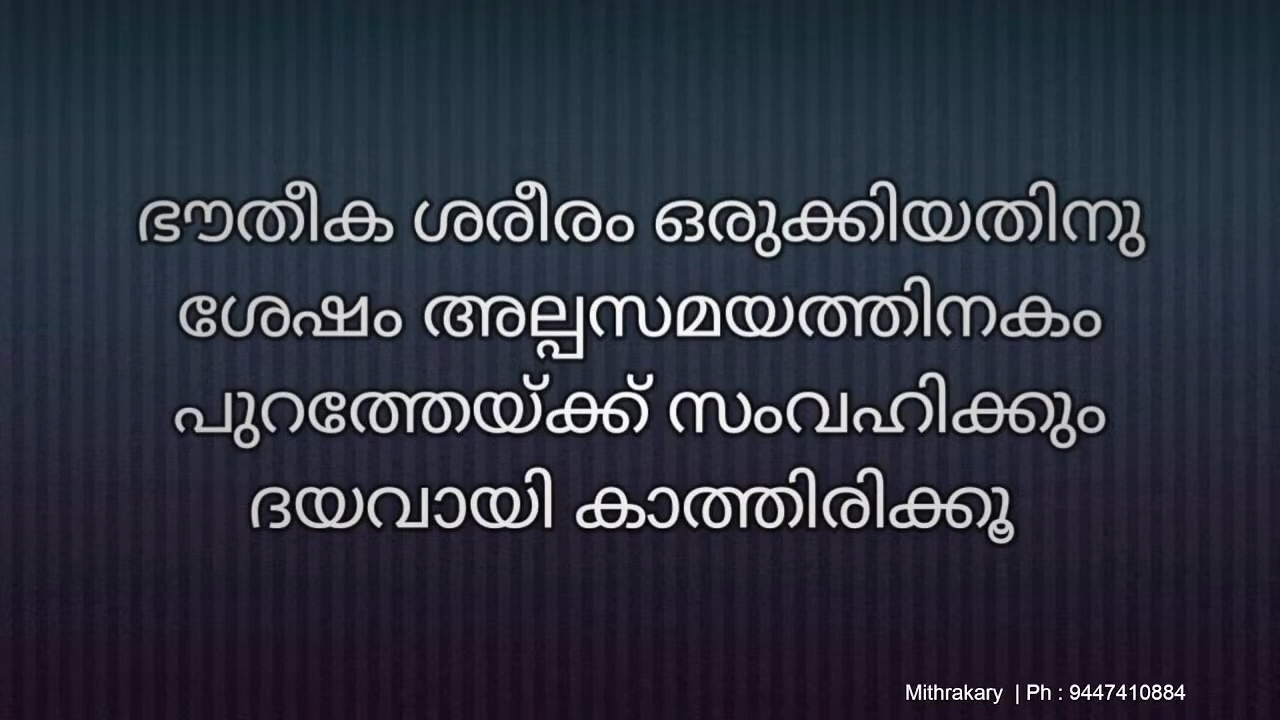 ഭൗതീക ശരീരം ഒരുക്കിയതിനു
ശേഷം അല്പസമയത്തിനകം
പുറത്തേയ്ക്ക് സംവഹിക്കും
ദയവായി കാത്തിരിക്കൂ
Mithrakary | Ph : 9447410884